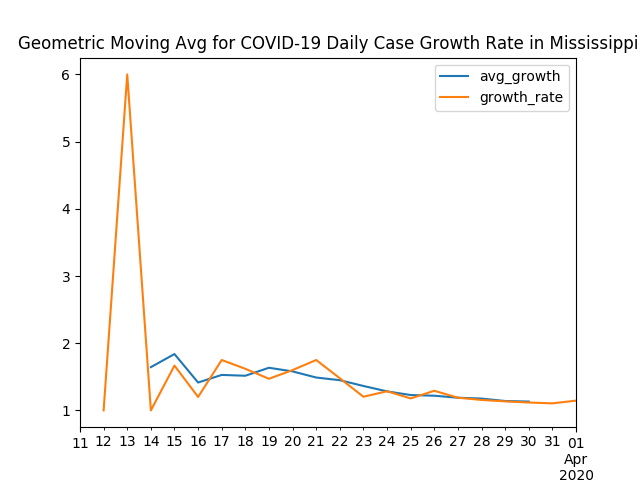 Geometric Moving Avg for COVID-19 Daily Case Growth Rate in Mississippi
avg_growth
growth_rate
6
5
4
3
2
1
11 12 13 14 15 16 17 18 19 20 21 22 23 24 25 26 27 28 29 30 31 01
Apr
2020